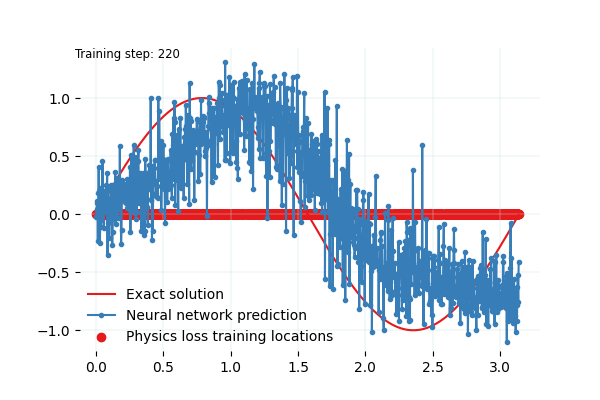 Training step: 220
1.0
0.5
0.0
−0.5
−1.0
Exact solution
Neural network prediction
Physics loss training locations
0.0 0.5 1.0 1.5 2.0 2.5 3.0